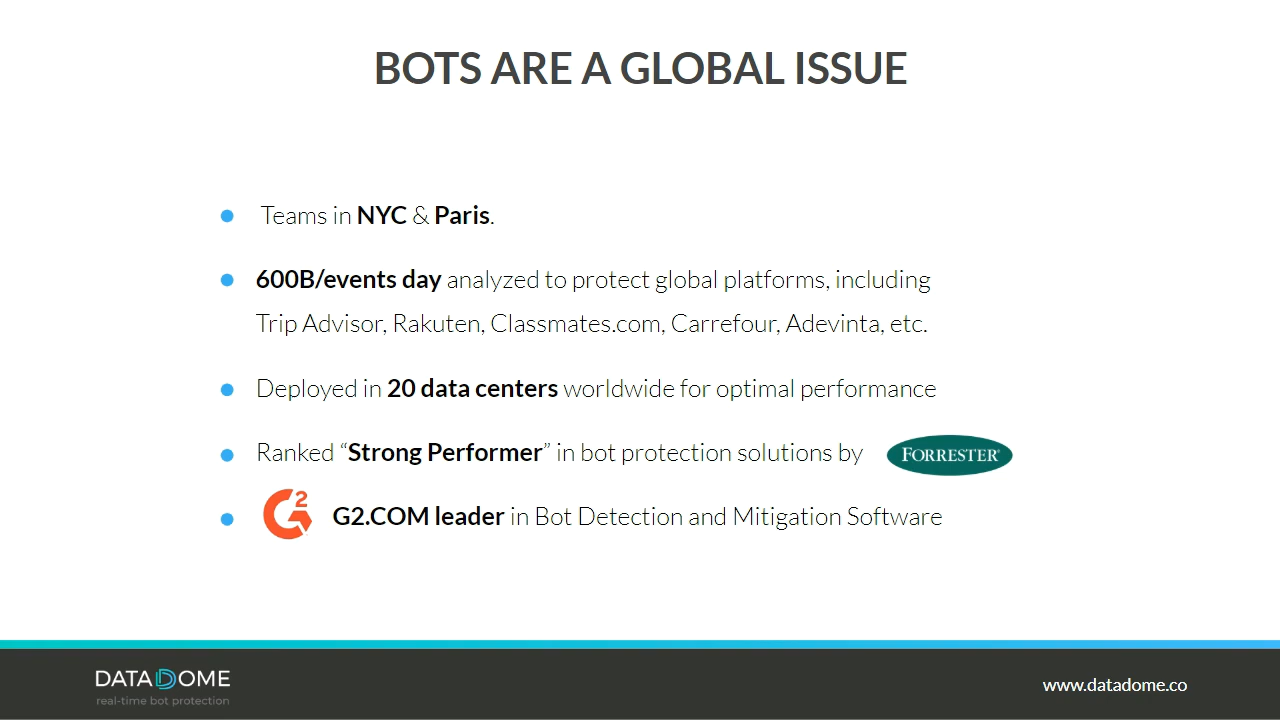 BOTS ARE A GLOBAL ISSUE
Teams in NYC & Paris.
600B/events day analyzed to protect global platforms, including
Trip Advisor, Rakuten, Classmates.com, Carrefour, Adevinta, etc.
Deployed in 20 data centers worldwide for optimal performance
Ranked “Strong Performer” in bot protection solutions by FORRESTER®
G2 G2.COM leader in Bot Detection and Mitigation Software
DATADOME
real-time bot protection
www.datadome.co